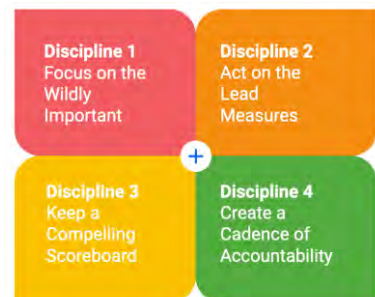 Discipline 1
Focus on the
Wildly
Important
Discipline 2
Act on the
Lead
Measures
Discipline 3
Keep a
Compelling
Scoreboard
Discipline 4
Create a
Cadence of
Accountability